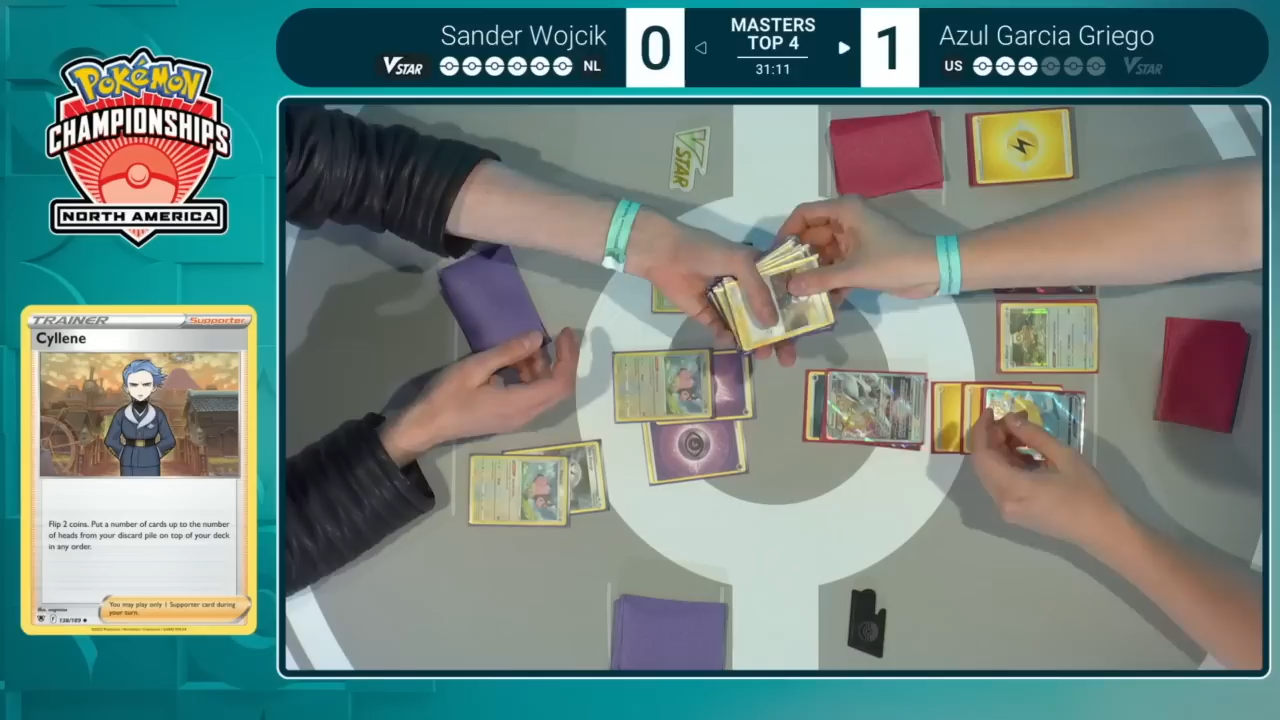 Sander Wojcik
VSTAR
NL
0
MASTERS
TOP 4
31:11
1
Azul Garcia Griego
US
VSTAR
Pokémon
CHAMPIONSHIPS
NORTH AMERICA
VSTAR
TRAINER
Supporter
Cyllene
Flip 2 coins. Put a number of cards up to the number
of heads from your discard pile on top of your deck
in any order.
You may play only 1 Supporter card during
your turn.
F 138/189